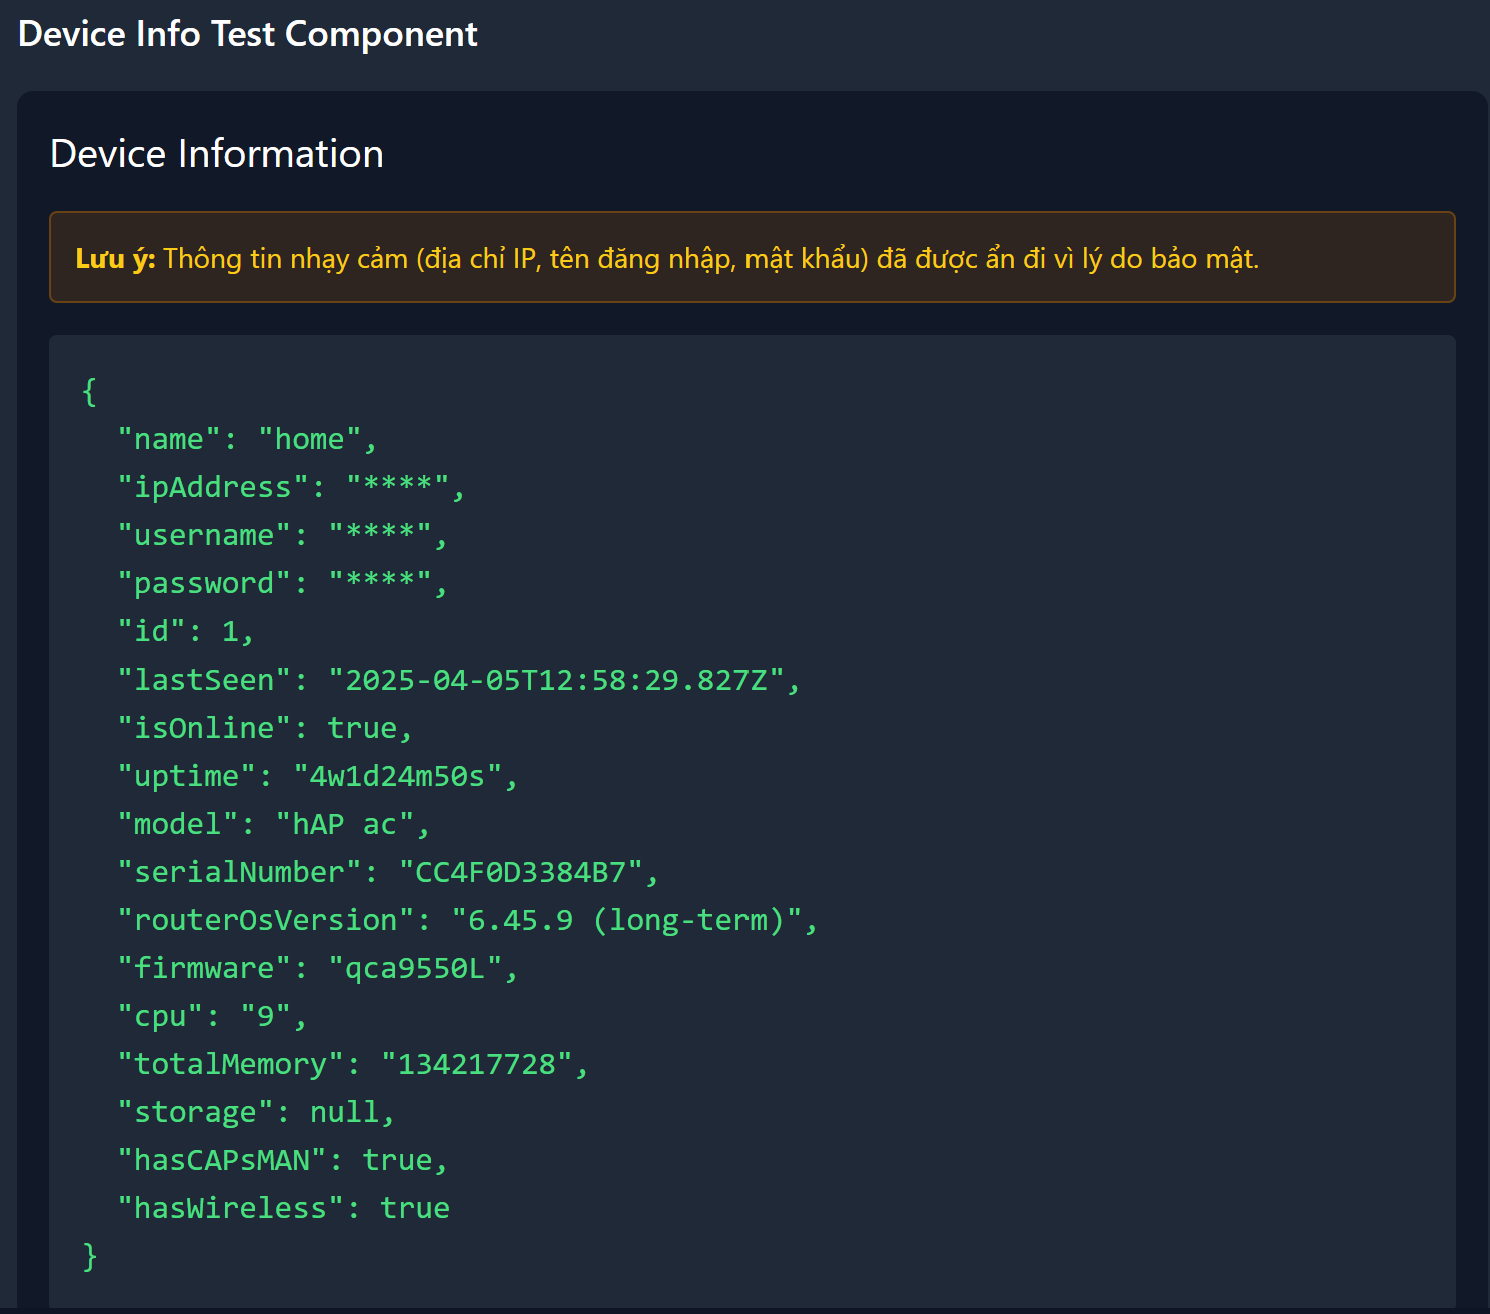 Device Info Test Component
Device Information
Lưu ý: Thông tin nhạy cảm (địa chỉ IP, tên đăng nhập, mật khẩu) đã được ẩn đi vì lý do bảo mật.
{
  "name": "home",
  "ipAddress": "****",
  "username": "****",
  "password": "****",
  "id": 1,
  "lastSeen": "2025-04-05T12:58:29.827Z",
  "isOnline": true,
  "uptime": "4w1d24m50s",
  "model": "hAP ac",
  "serialNumber": "CC4F0D3384B7",
  "routerOsVersion": "6.45.9 (long-term)",
  "firmware": "qca9550L",
  "cpu": "9",
  "totalMemory": "134217728",
  "storage": null,
  "hasCAPsMAN": true,
  "hasWireless": true
}